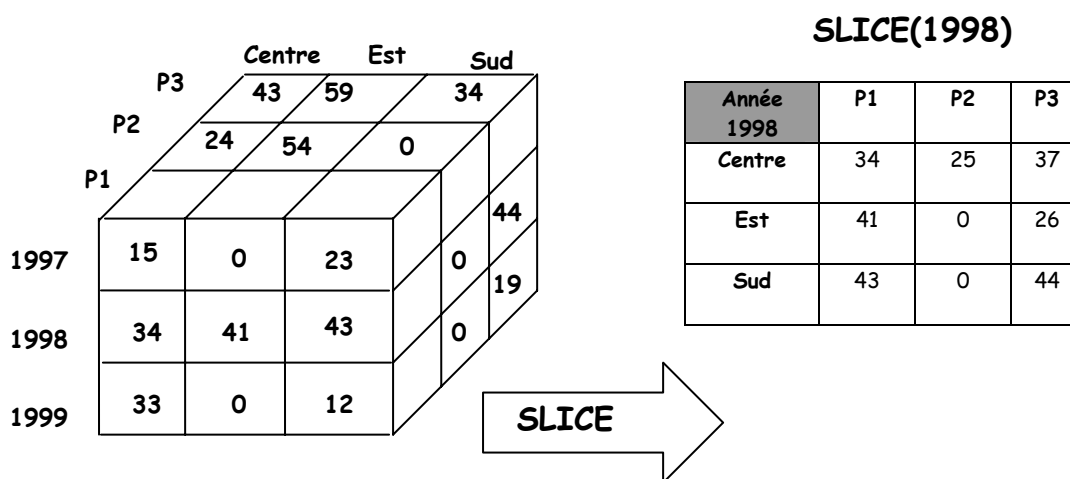 SLICE(1998)
Centre Est Sud
P3 43 59 34
P2 24 54 0
P1
1997 15 0 23 0 44
1998 34 41 43 0 19
1999 33 0 12
SLICE
Année 1998 P1 P2 P3
Centre 34 25 37
Est 41 0 26
Sud 43 0 44